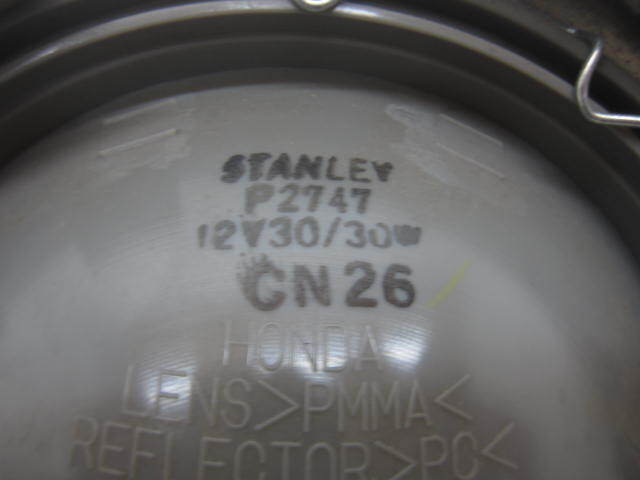 STANLEY
P2747
12V30/30W
CN26
HONDA
LENS>PMMA<
REFLECTOR>PC<